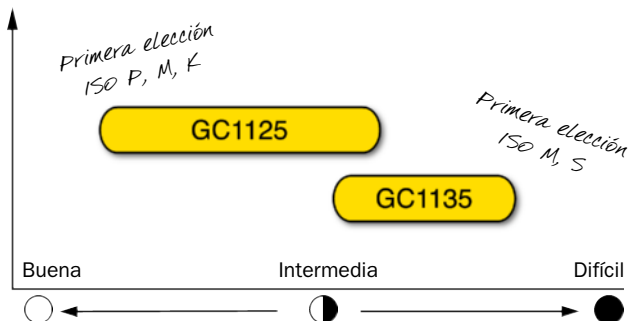 Primera elección
ISO P, M, K
GC1125
Primera elección
ISO M, S
GC1135
Buena
Intermedia
Difícil